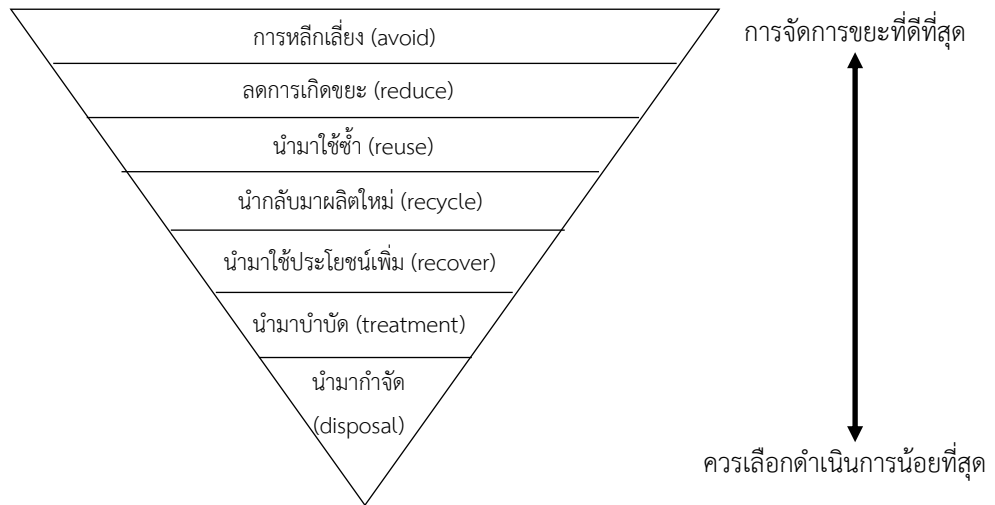 การหลีกเลี่ยง (avoid)
การจัดการขยะที่ดีที่สุด
ลดการเกิดขยะ (reduce)
นำมาใช้ซ้ำ (reuse)
นำกลับมาผลิตใหม่ (recycle)
นำมาใช้ประโยชน์เพิ่ม (recover)
นำมาบำบัด (treatment)
นำมากำจัด
(disposal)
ควรเลือกดำเนินการน้อยที่สุด